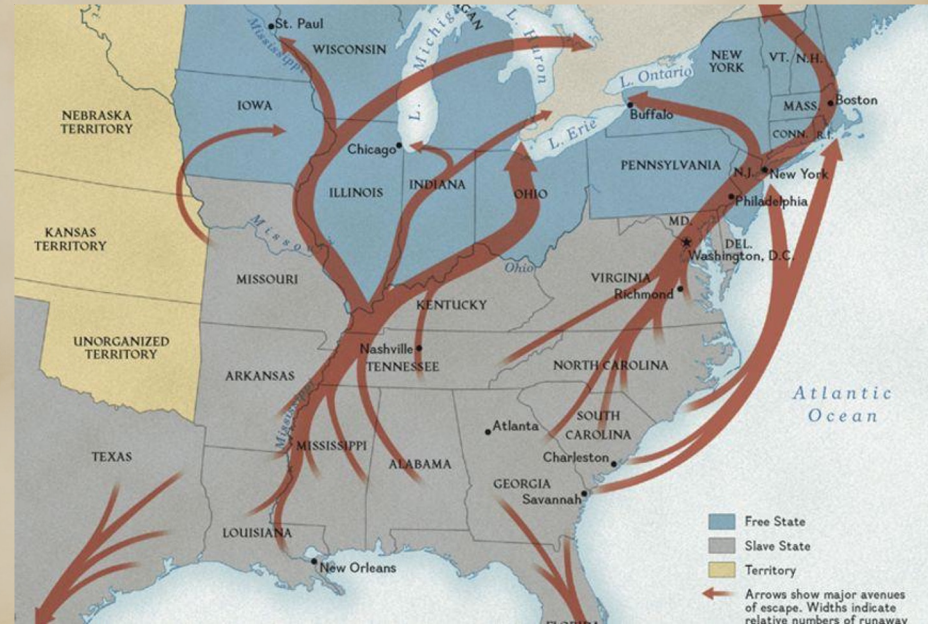 St. Paul
Mississippi
WISCONSIN
L. Michigan
GAN
L. Huron
NEW
YORK
VT.
N.H.
L. Ontario
NEBRASKA
TERRITORY
IOWA
Buffalo
MASS.
Boston
CONN.
R.I.
Chicago
L. Erie
ILLINOIS
INDIANA
OHIO
PENNSYLVANIA
N.J.
New York
Philadelphia
KANSAS
TERRITORY
Missouri
MD.
DEL.
Washington, D.C.
MISSOURI
Ohio
KENTUCKY
VIRGINIA
Richmond
UNORGANIZED
TERRITORY
Nashville
TENNESSEE
NORTH CAROLINA
ARKANSAS
Mississippi
Atlantic
Ocean
SOUTH
CAROLINA
Atlanta
MISSISSIPPI
ALABAMA
TEXAS
Charleston
GEORGIA
Savannah
LOUISIANA
New Orleans
FLORIDA
Free State
Slave State
Territory
Arrows show major avenues
of escape. Widths indicate
relative numbers of runaway